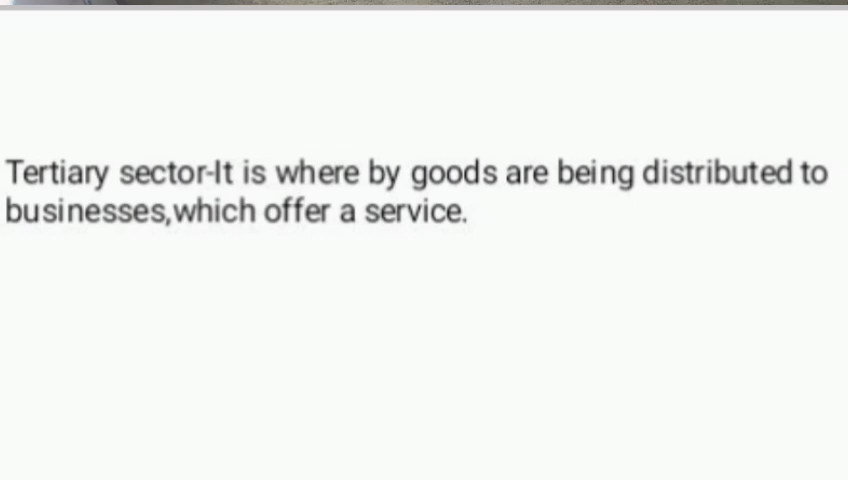 Tertiary sector-It is where by goods are being distributed to
businesses,which offer a service.